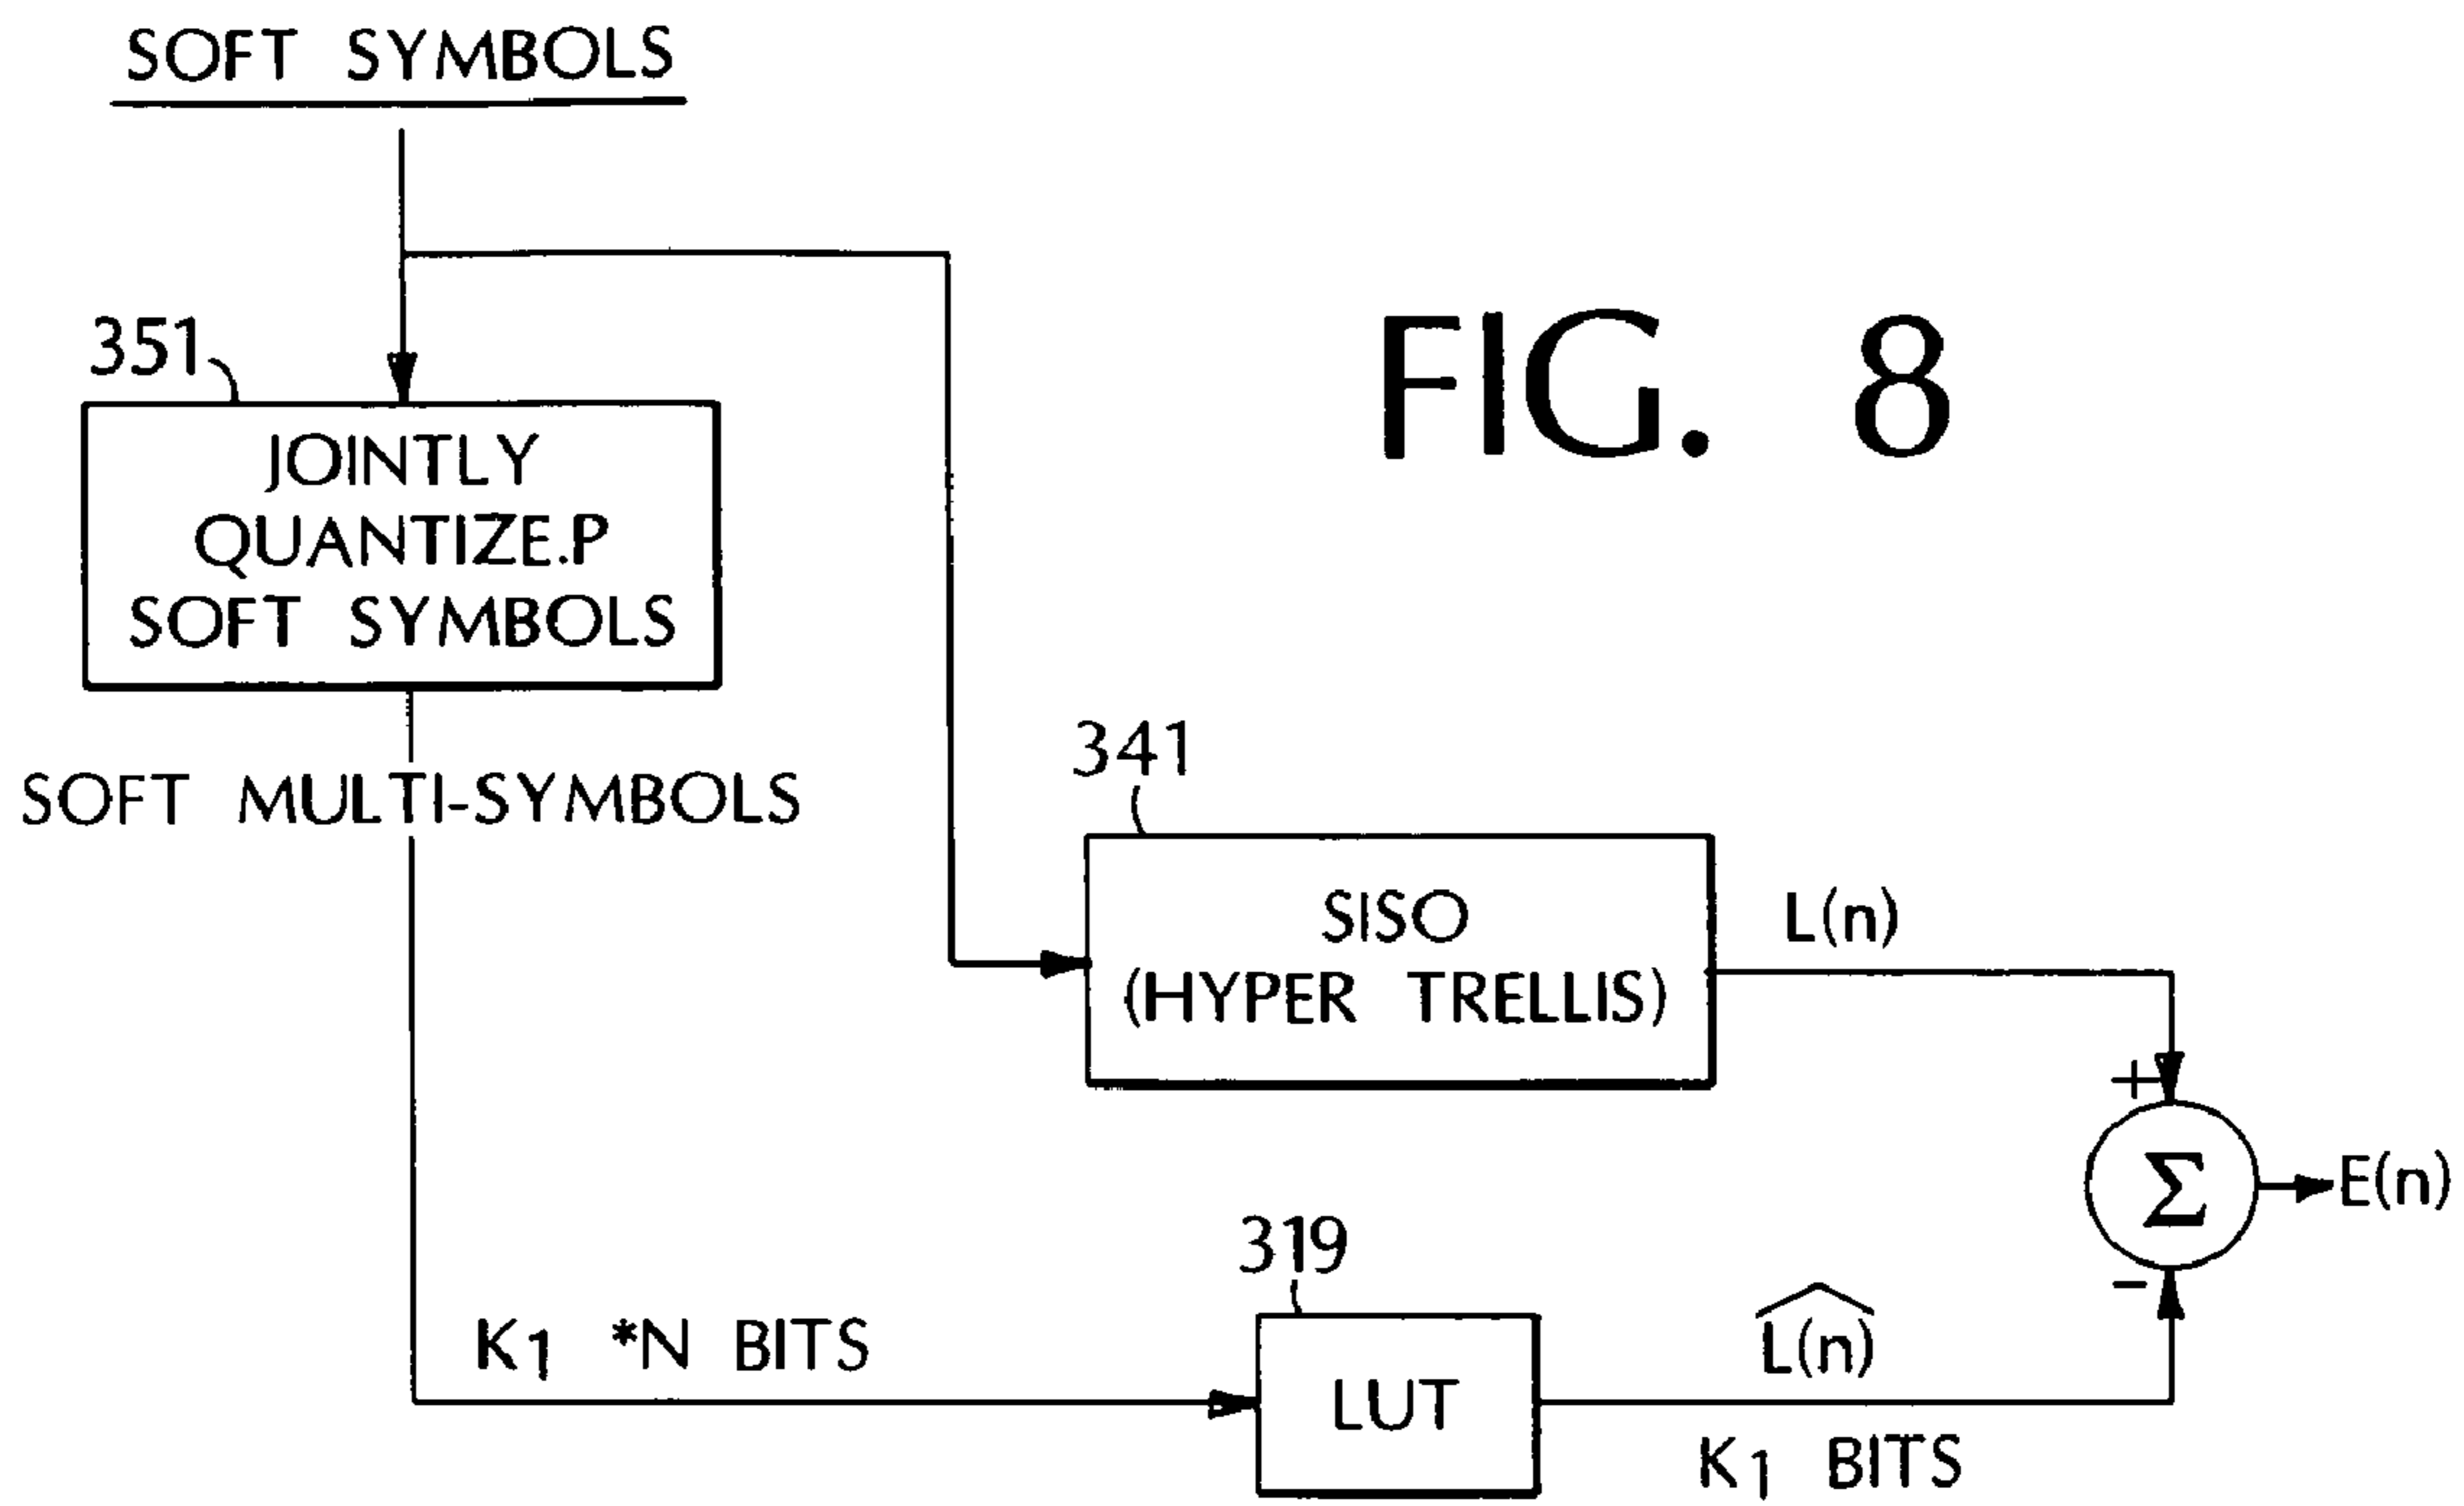 SOFT SYMBOLS
FIG. 8
351
JOINTLY
QUANTIZE.P
SOFT SYMBOLS
SOFT MULTI-SYMBOLS
341
SISO
(HYPER TRELLIS)
L(n)
+
Σ
E(n)
-
319
K1 *N BITS
LUT
L(n)
K1 BITS